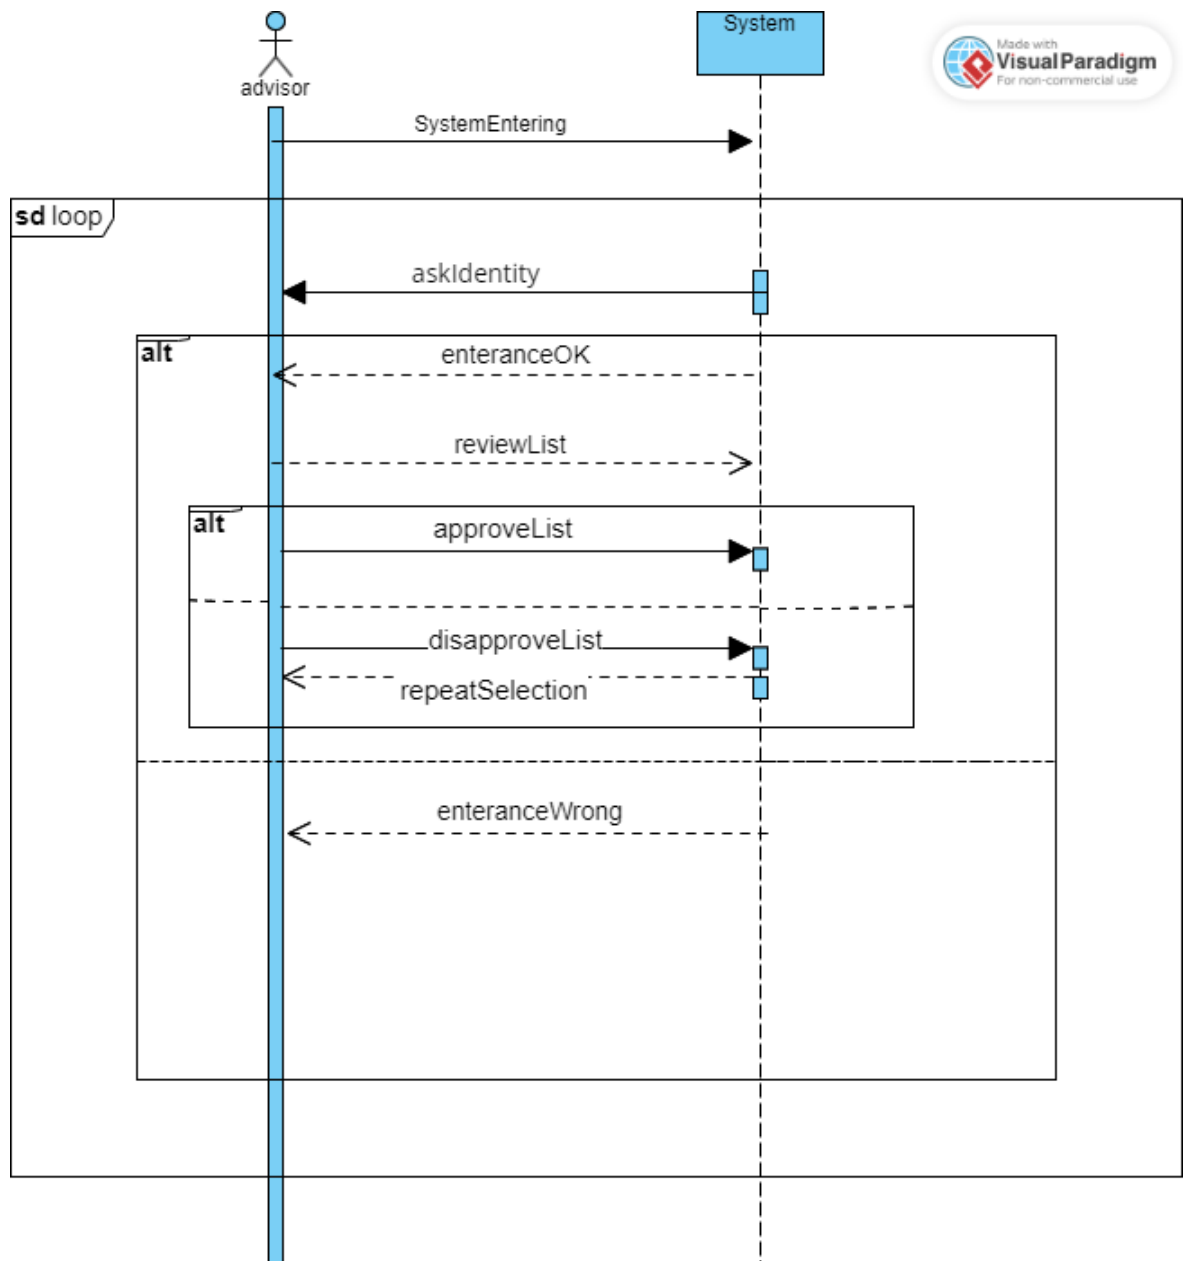 System
advisor
Made with
Visual Paradigm
For non-commercial use
SystemEntering
sd loop
askIdentity
alt
enteranceOK
reviewList
alt
approveList
disapproveList
repeatSelection
enteranceWrong